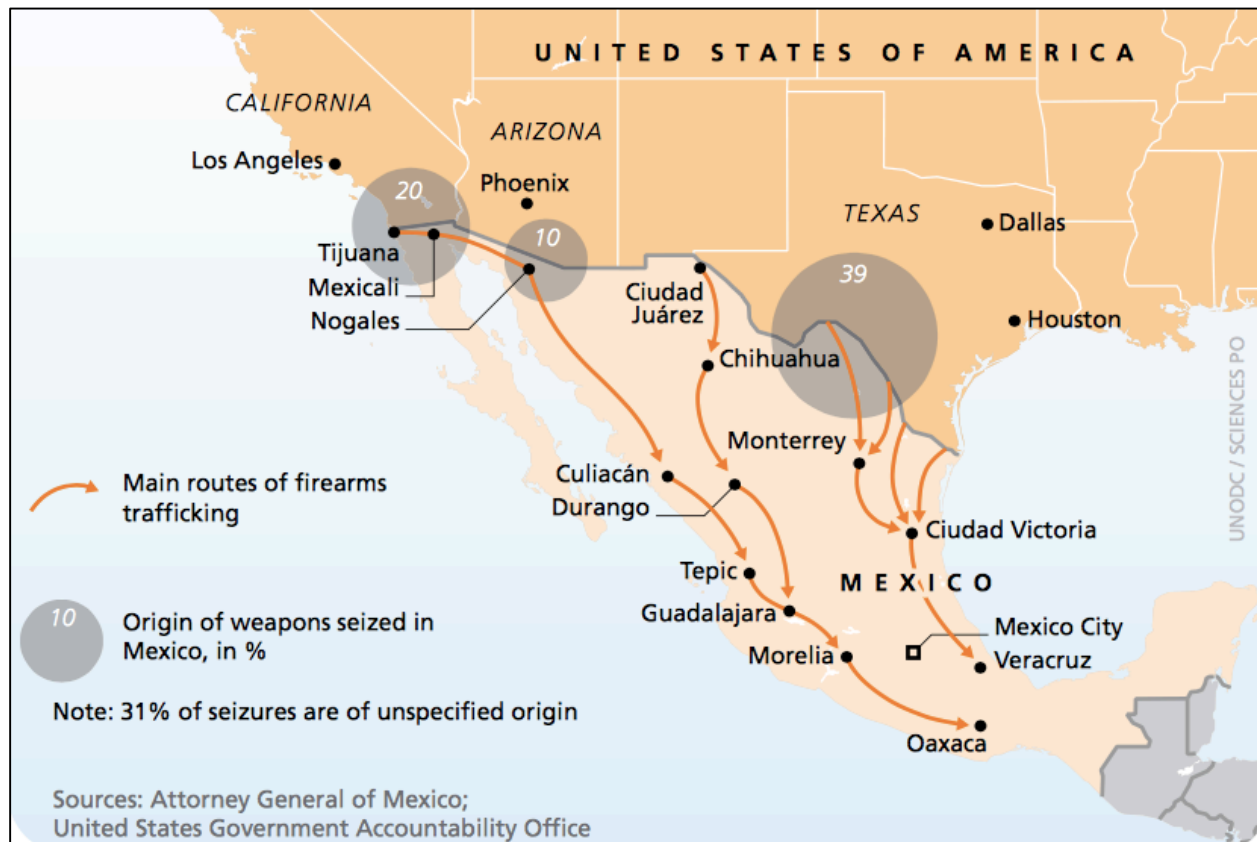 UNITED STATES OF AMERICA
CALIFORNIA
ARIZONA
Los Angeles
Phoenix
20
TEXAS
Dallas
10
Tijuana
39
Mexicali
Ciudad
Juárez
Nogales
Houston
Chihuahua
UNODC / SCIENCES PO
Monterrey
Culiacán
Durango
Main routes of firearms
trafficking
Ciudad Victoria
Tepic
MEXICO
Guadalajara
10
Origin of weapons seized in
Mexico, in %
Mexico City
Morelia
Veracruz
Note: 31% of seizures are of unspecified origin
Oaxaca
Sources: Attorney General of Mexico;
United States Government Accountability Office